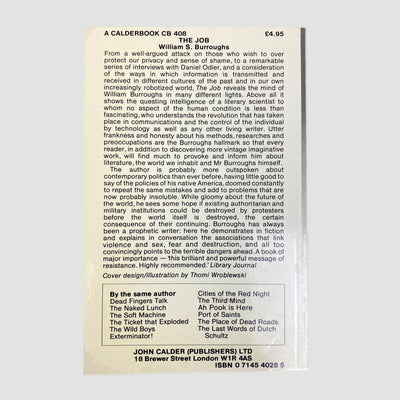 A CALDERBOOK CB 408 £4.95
THE JOB
William S. Burroughs
From a well-argued attack on those who wish to over
protect our privacy and sense of shame, to a remarkable
series of interviews with Daniel Odier, and a consideration
of the ways in which information is transmitted and
received in different cultures of the past and in our own
increasingly robotized world, The Job reveals the mind of
William Burroughs in many different lights. Above all it
shows the questing intelligence of a literary scientist to
whom no aspect of the human condition is less than
fascinating, who understands the revolution that has taken
place in communications and the control of the individual
by technology as well as any other living writer. Utter
frankness and honesty about his methods, researches and
preoccupations are the Burroughs hallmark so that every
reader, in addition to discovering more vintage imaginative
work, will find much to provoke and inform him about
literature, the world we inhabit and Mr Burroughs himself.
The author is probably more outspoken about
contemporary politics than ever before, having little good to
say of the policies of his native America, doomed constantly
to repeat the same mistakes and add to problems that are
now probably insoluble. While gloomy about the future of
the world, he sees some hope if existing authoritarian and
military institutions could be destroyed by protesters
before the world itself is destroyed, the certain
consequence of their continuing. Burroughs has always
been a prophetic writer: here he demonstrates in fiction
and explains in conversation the associations that link
violence and sex, fear and destruction, and all too
convincingly points to the terrible dangers ahead. A book of
major importance — 'this brilliant and powerful message of
resistance. Highly recommended.' Library Journal
Cover design/illustration by Thomi Wroblewski
By the same author
Dead Fingers Talk
The Naked Lunch
The Soft Machine
The Ticket that Exploded
The Wild Boys
Exterminator!
Cities of the Red Night
The Third Mind
Ah Pook is Here
Port of Saints
The Place of Dead Roads
The Last Words of Dutch
Schultz
JOHN CALDER (PUBLISHERS) LTD
18 Brewer Street London W1R 4AS
ISBN 0 7145 4028 5